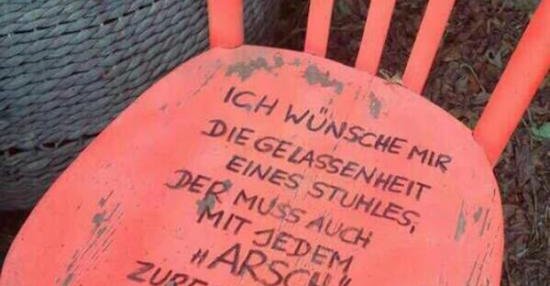 ICH WÜNSCHE MIR
DIE GELASSENHEIT
EINES STUHLES,
DER MUSS AUCH
MIT JEDEM
"ARSCH"